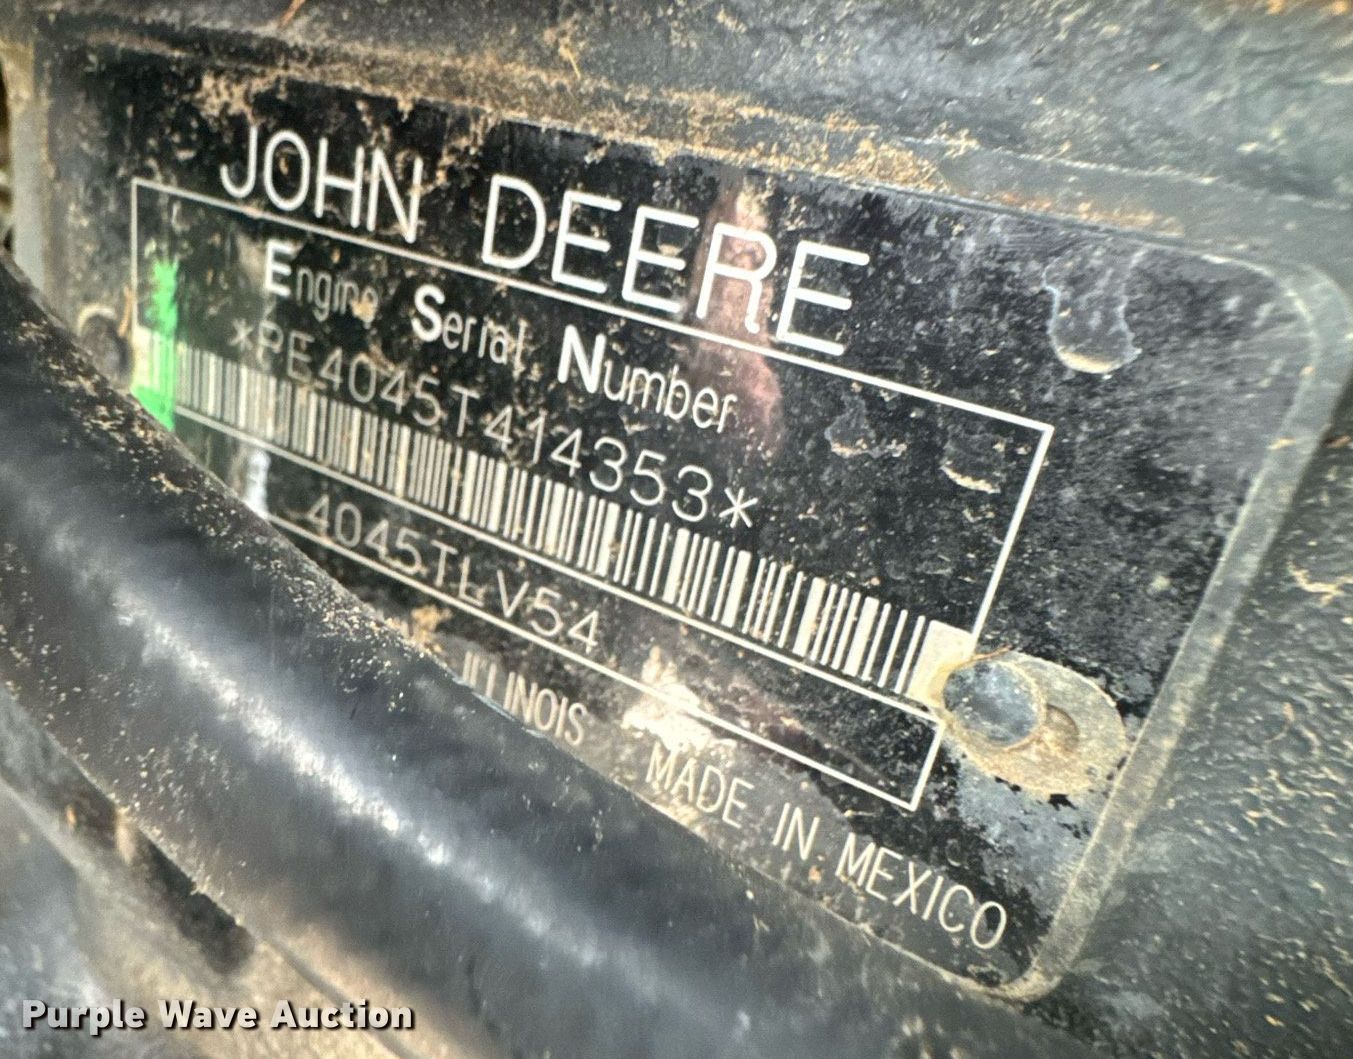 JOHN DEERE
Engine Serial Number
*PE4045T414353*
4045TLV54
ILLINOIS MADE IN MEXICO
Purple Wave Auction